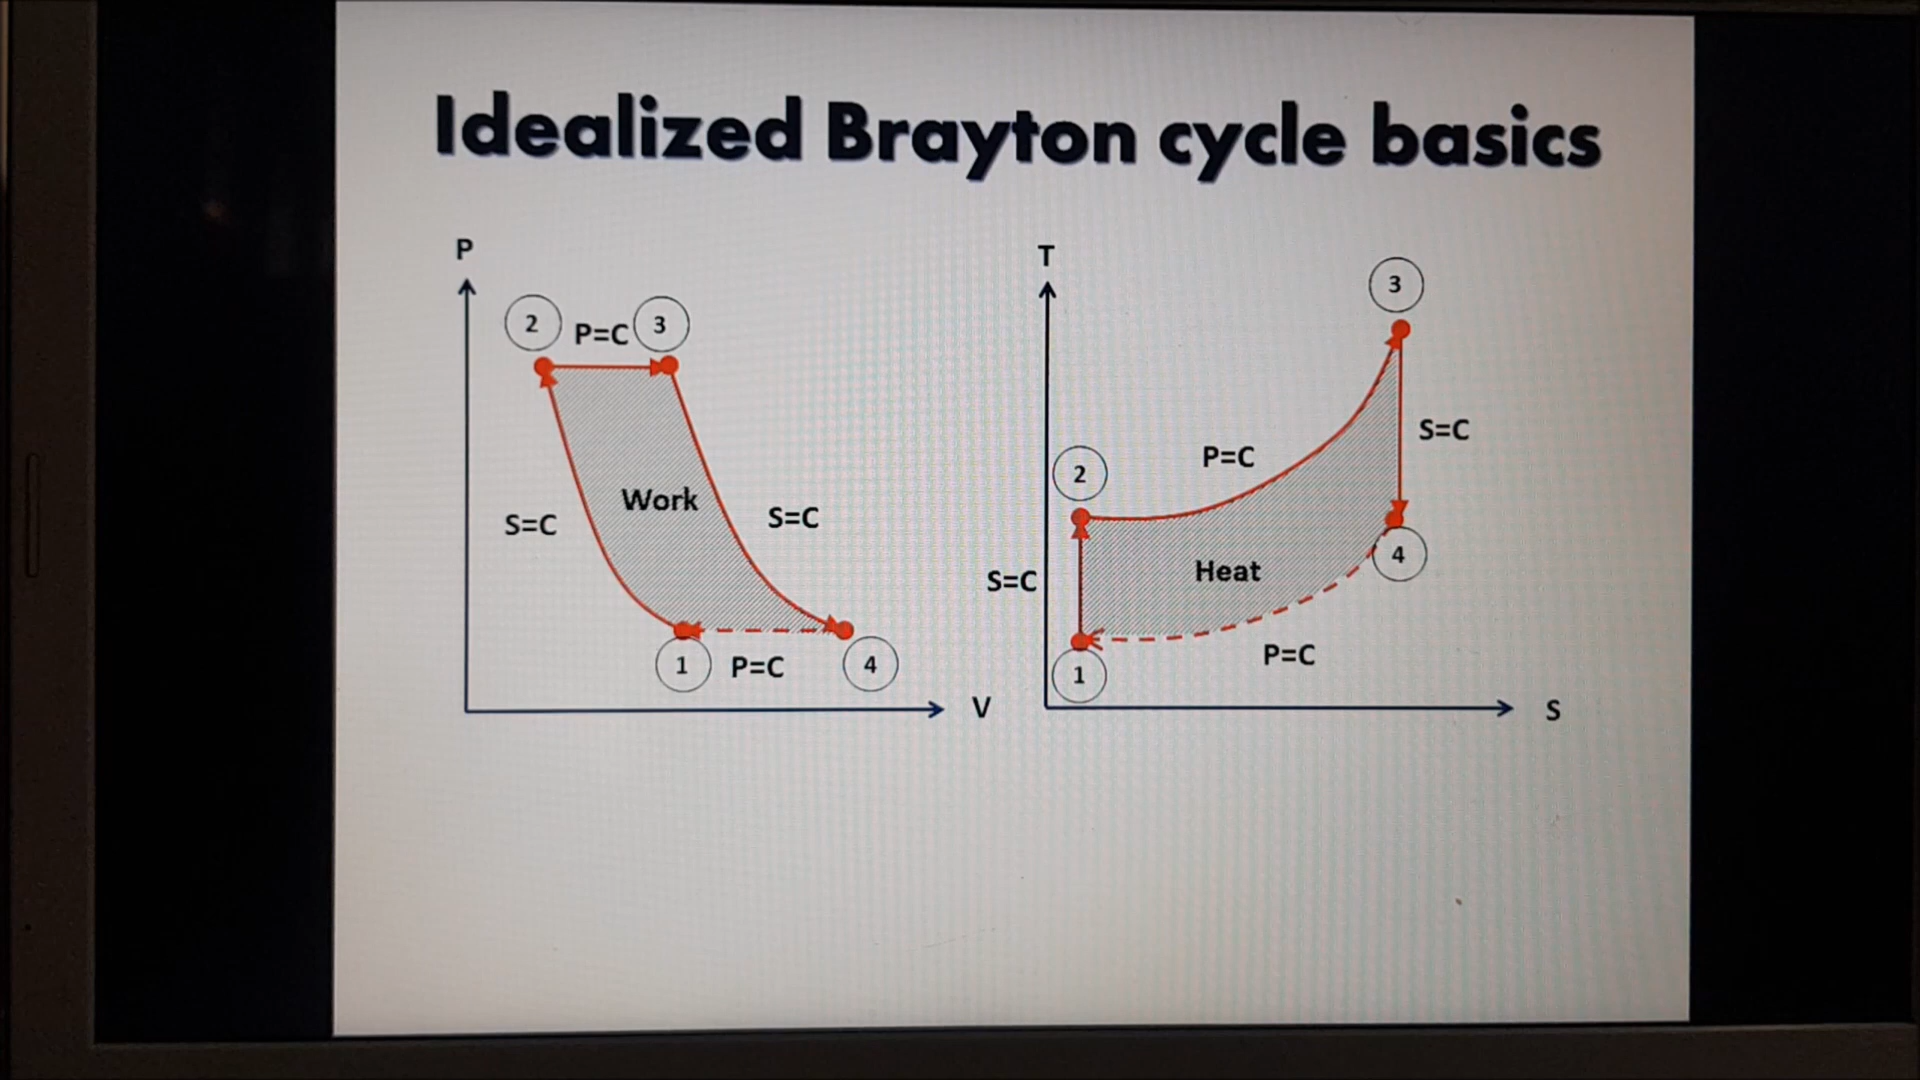 Idealized Brayton cycle basics
P
2
P=C
3
Work
S=C
S=C
1
P=C
4
V
T
3
S=C
P=C
2
Heat
S=C
4
P=C
1
S